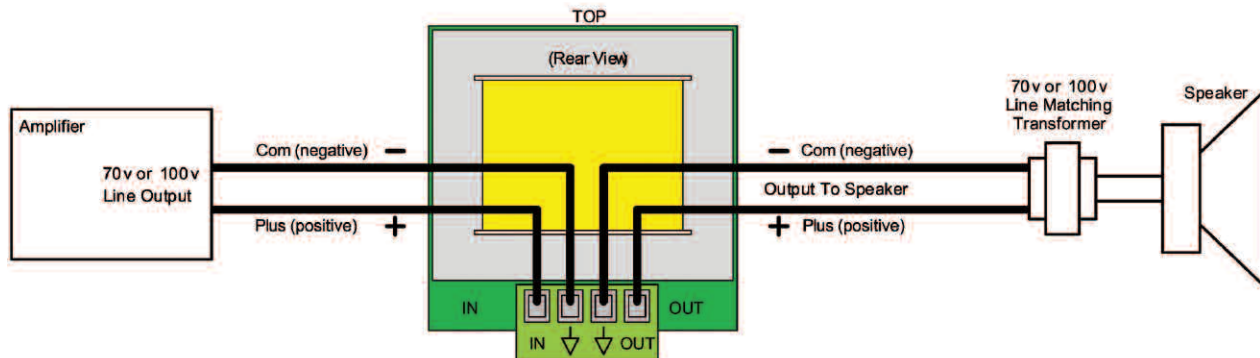 TOP
(Rear View)
Amplifier
70v or 100v
Line Output
Com (negative) –
Plus (positive) +
– Com (negative)
Output To Speaker
+ Plus (positive)
70v or 100v
Line Matching
Transformer
Speaker
IN
OUT
IN
OUT